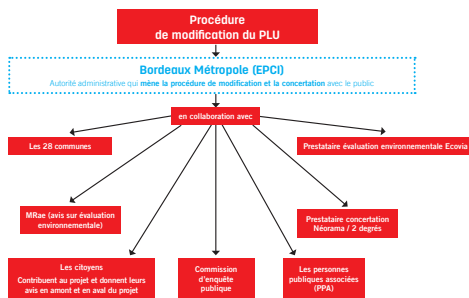 Procédure
de modification du PLU
Bordeaux Métropole (EPCI)
Autorité administrative qui mène la procédure de modification et la concertation avec le public
en collaboration avec
Les 28 communes
Prestataire évaluation environnementale Ecovia
MRae (avis sur évaluation
environnementale)
Prestataire concertation
Néorama / 2 degrés
Les citoyens
Contribuent au projet et donnent leurs
avis en amont et en aval du projet
Commission
d'enquête
publique
Les personnes
publiques associées
(PPA)